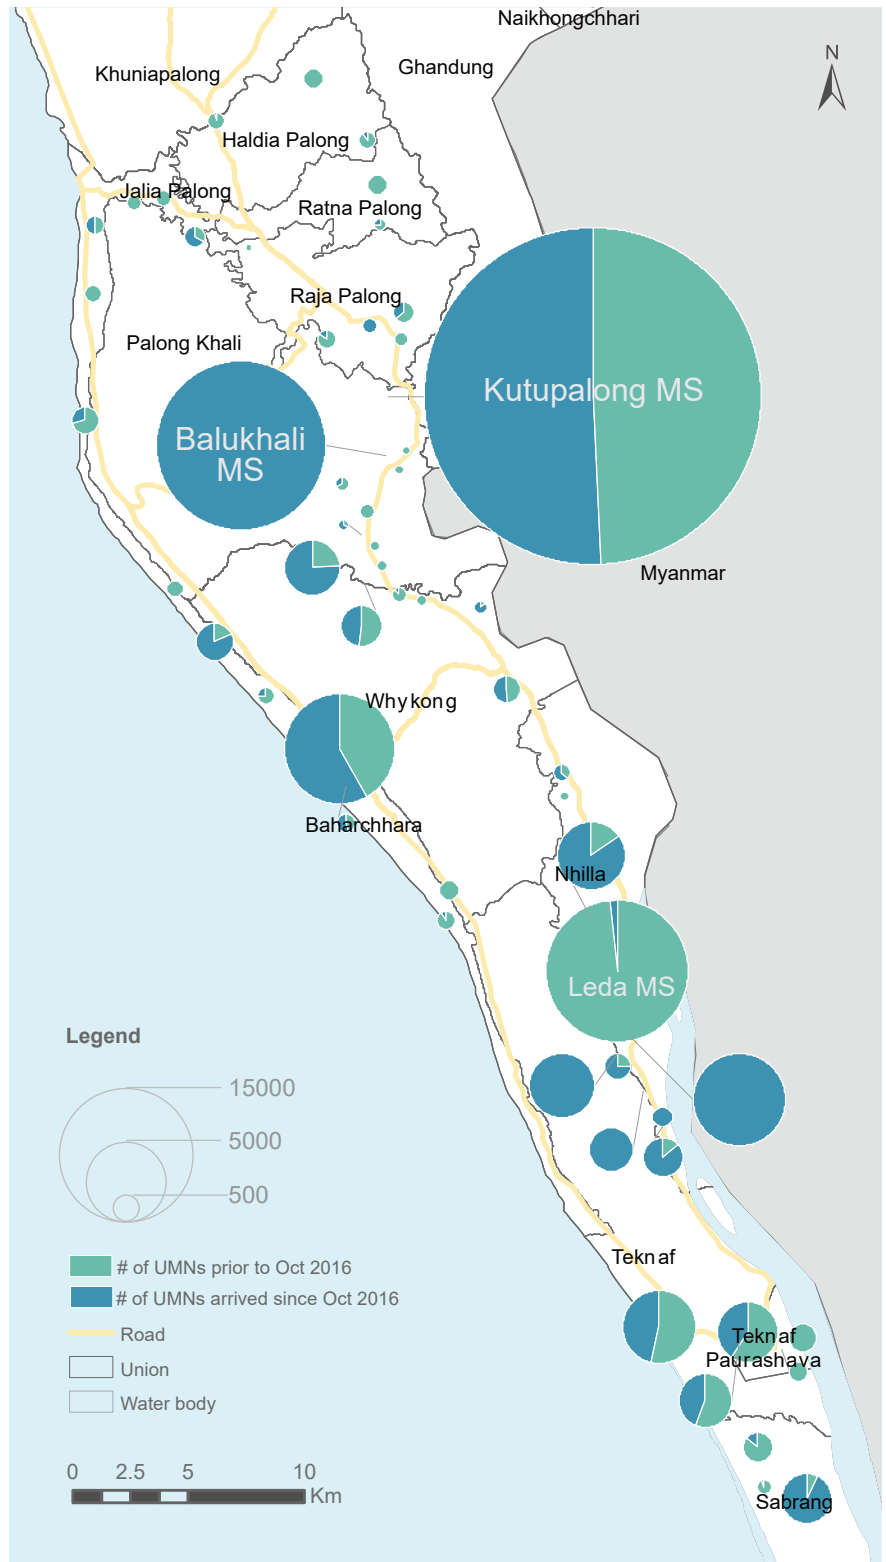 Naikhongchhari
Ghandung
Khuniapalong
N
Haldia Palong
Jalia Palong
Ratna Palong
Raja Palong
Palong Khali
Kutupalong MS
Balukhali
MS
Myanmar
Whykong
Baharchhara
Nhilla
Leda MS
Legend
15000
5000
500
Teknaf
# of UMNs prior to Oct 2016
# of UMNs arrived since Oct 2016
Road
Union
Water body
Teknaf
Paurashava
0 2.5 5 10
Km
Sabrang